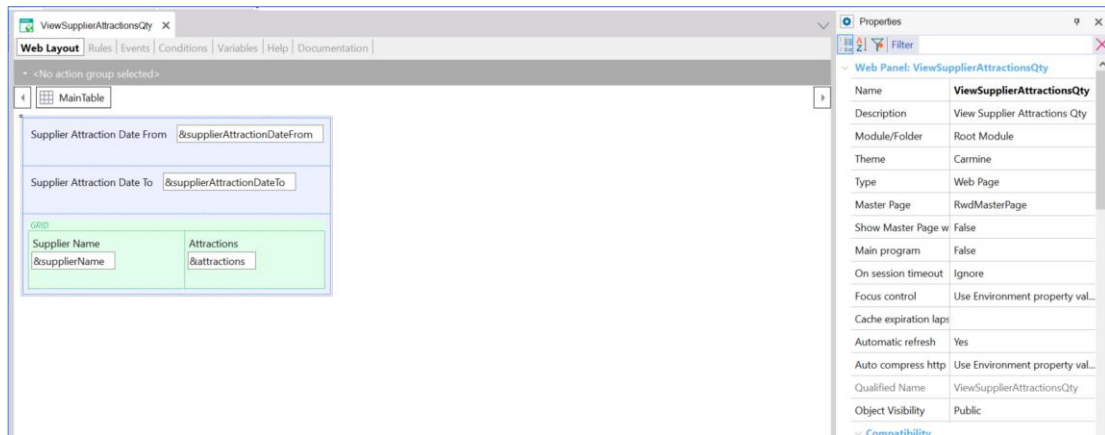 ViewSupplierAttractionsQty
Web Layout | Rules | Events | Conditions | Variables | Help | Documentation |
<No action group selected>
MainTable
Supplier Attraction Date From &supplierAttractionDateFrom
Supplier Attraction Date To &supplierAttractionDateTo
GRID
Supplier Name Attractions
&supplierName &attractions
Properties
Filter
Web Panel: ViewSupplierAttractionsQty
Name ViewSupplierAttractionsQty
Description View Supplier Attractions Qty
Module/Folder Root Module
Theme Carmine
Type Web Page
Master Page RwdMasterPage
Show Master Page w False
Main program False
On session timeout Ignore
Focus control Use Environment property val...
Cache expiration laps
Automatic refresh Yes
Auto compress http Use Environment property val...
Qualified Name ViewSupplierAttractionsQty
Object Visibility Public
Compatibility